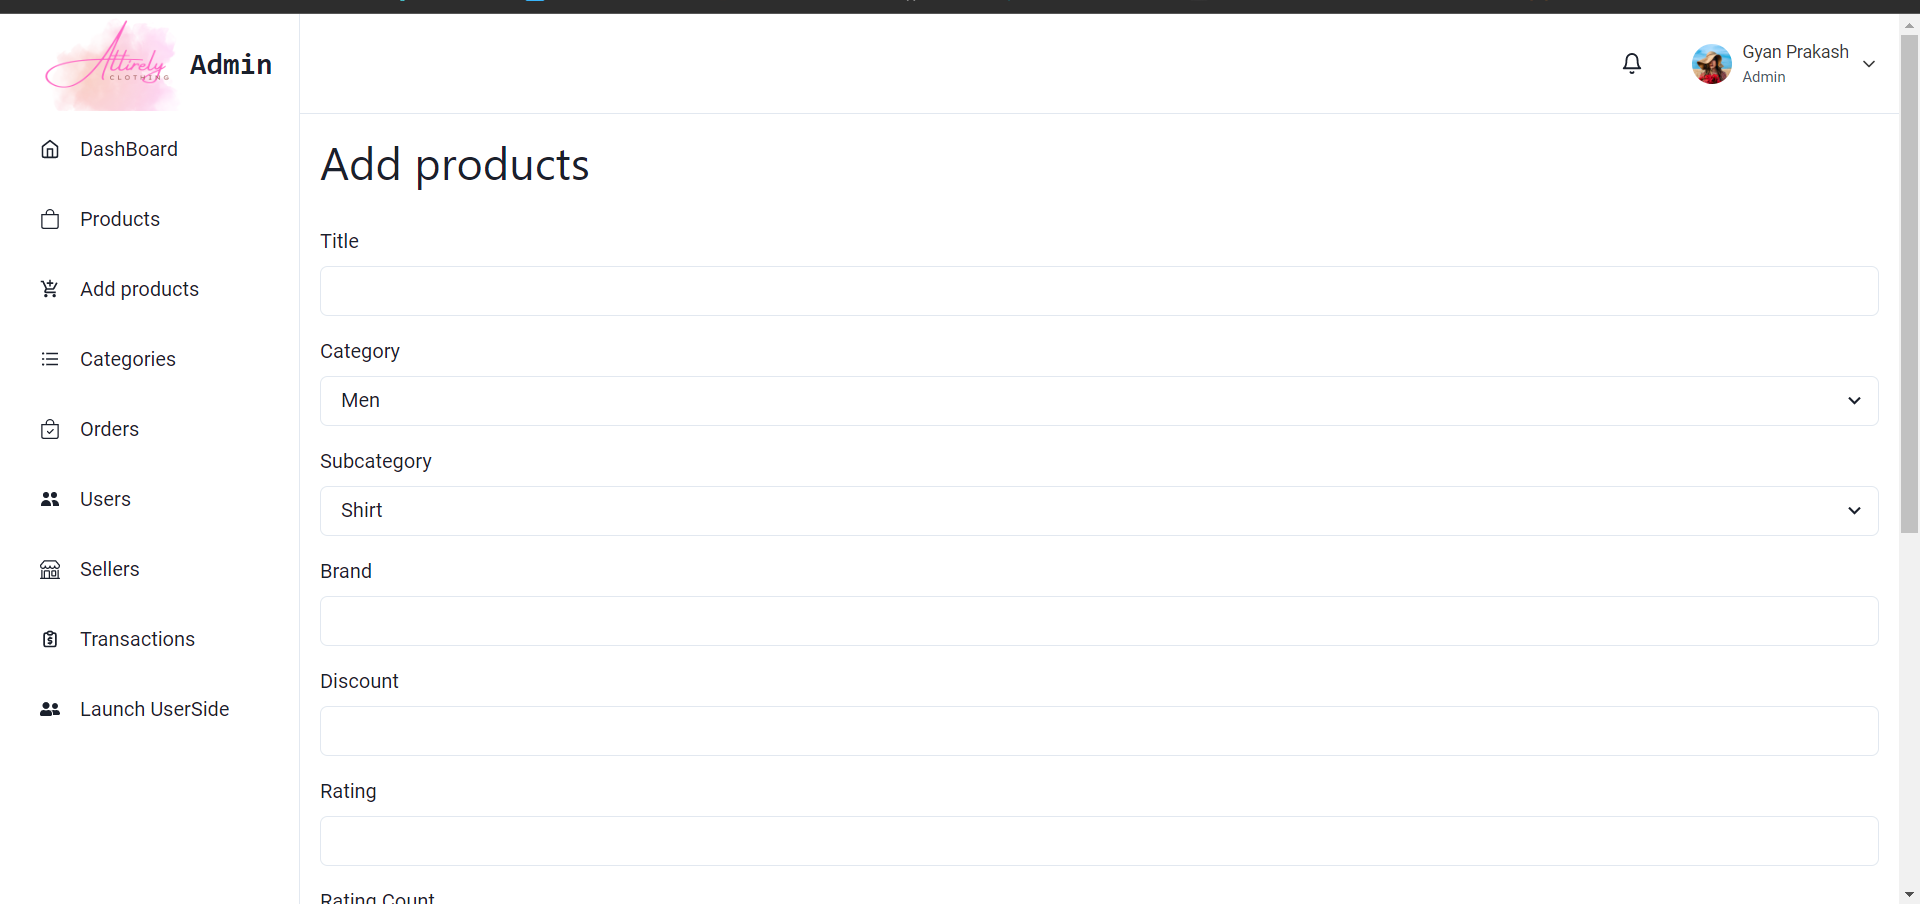 Attirely
CLOTHING
Admin
Gyan Prakash
Admin
DashBoard
Products
Add products
Categories
Orders
Users
Sellers
Transactions
Launch UserSide
Add products
Title
Category
Men
Subcategory
Shirt
Brand
Discount
Rating
Rating Count